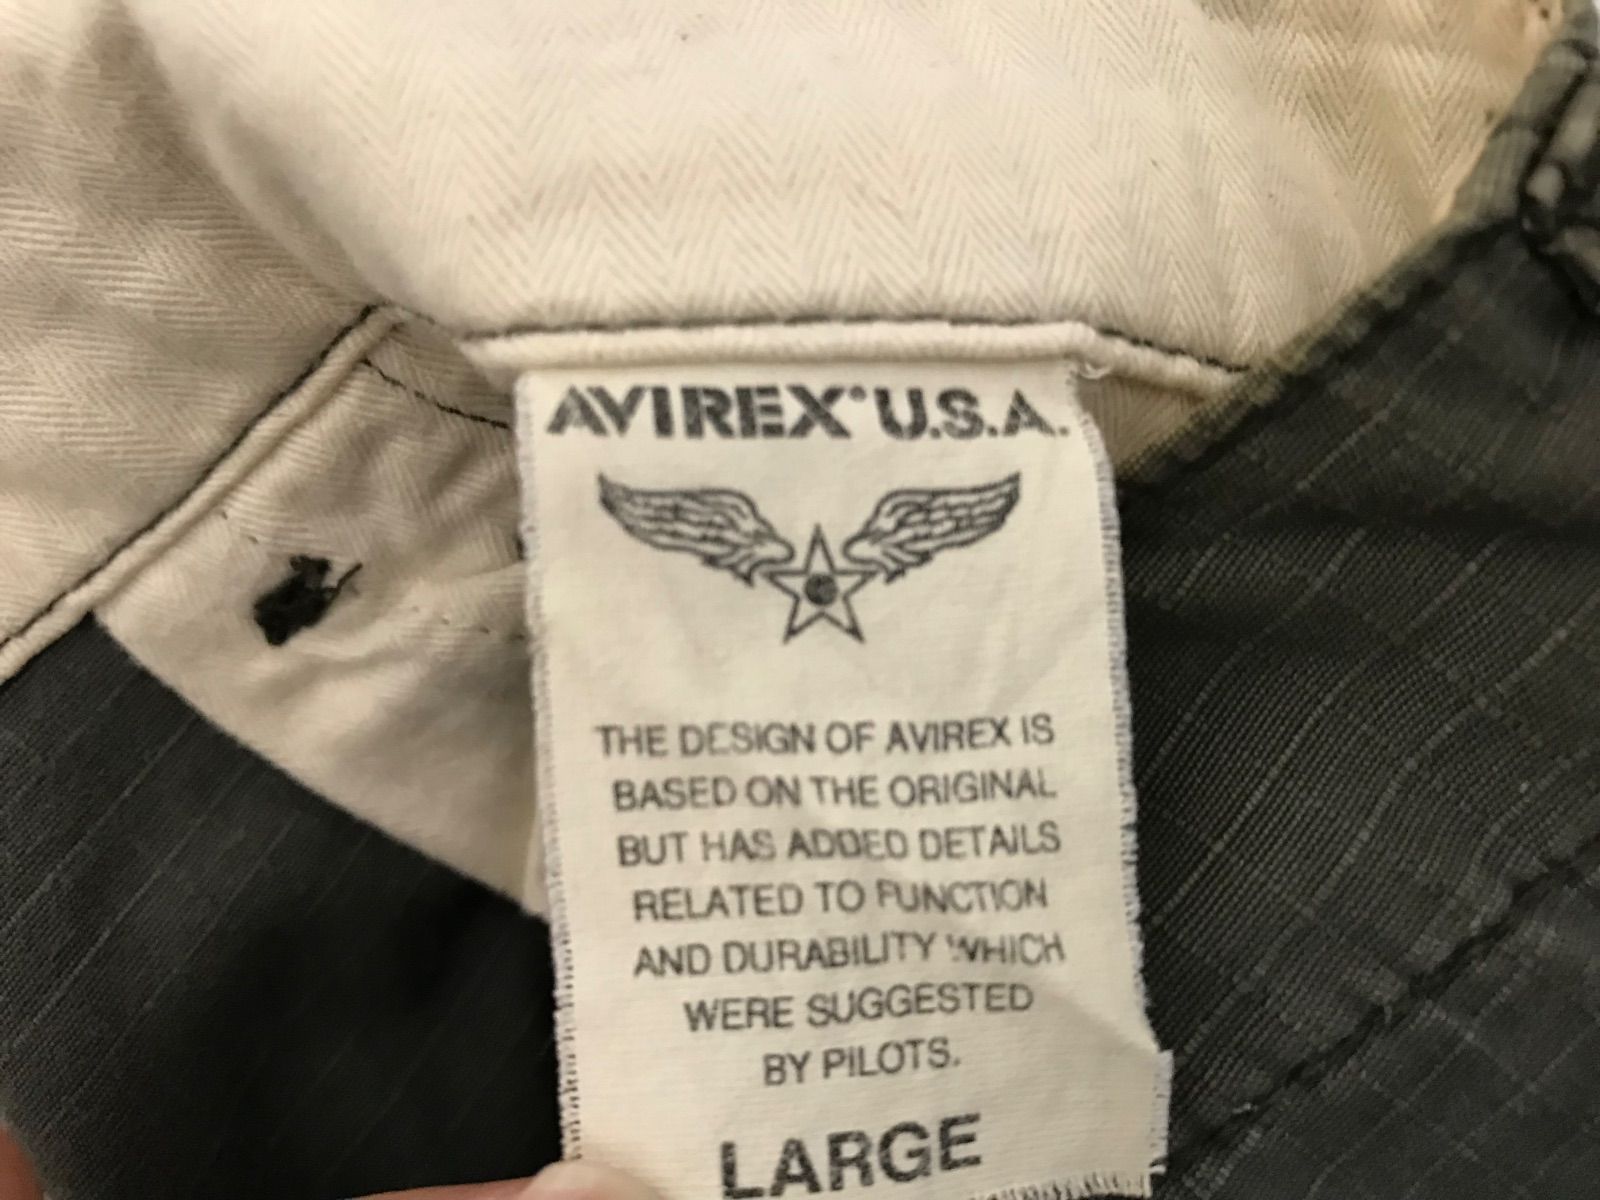 AVIREX® U.S.A.
THE DESIGN OF AVIREX IS
BASED ON THE ORIGINAL
BUT HAS ADDED DETAILS
RELATED TO FUNCTION
AND DURABILITY WHICH
WERE SUGGESTED
BY PILOTS.
LARGE